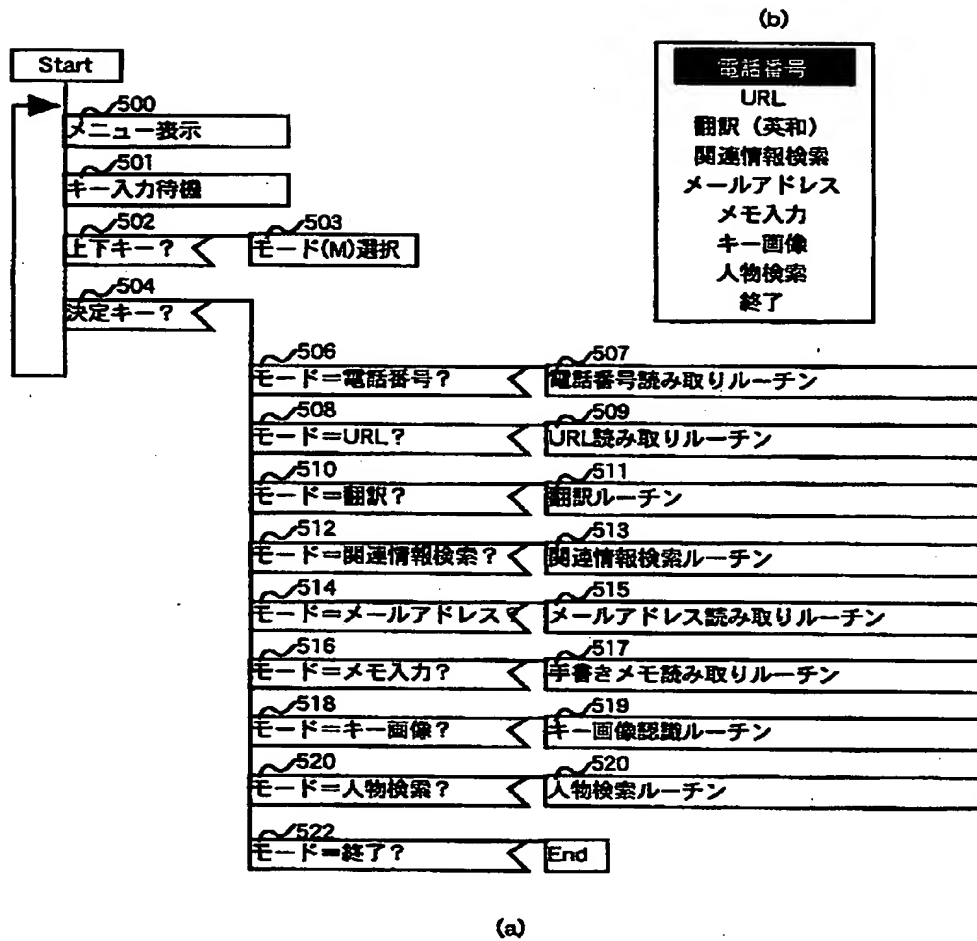 (b)
Start
電話番号
URL
翻訳（英和）
関連情報検索
メールアドレス
メモ入力
キー画像
人物検索
終了
500
メニュー表示
501
キー入力待機
502
上下キー？
503
モード(M)選択
504
決定キー？
506
モード＝電話番号？
507
電話番号読み取りルーチン
508
モード＝URL？
509
URL読み取りルーチン
510
モード＝翻訳？
511
翻訳ルーチン
512
モード＝関連情報検索？
513
関連情報検索ルーチン
514
モード＝メールアドレス？
515
メールアドレス読み取りルーチン
516
モード＝メモ入力？
517
手書きメモ読み取りルーチン
518
モード＝キー画像？
519
キー画像認識ルーチン
520
モード＝人物検索？
520
人物検索ルーチン
522
モード＝終了？
End
(a)